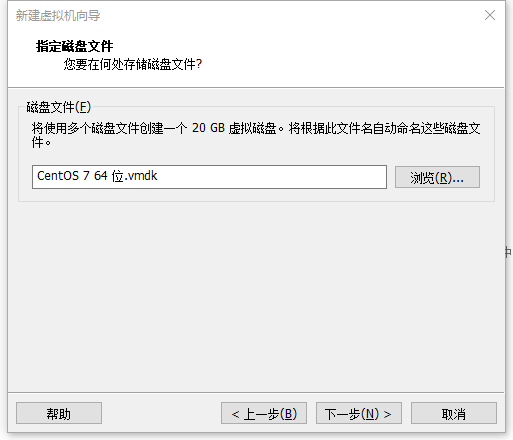 新建虚拟机向导
指定磁盘文件
您要在何处存储磁盘文件?
磁盘文件(F)
将使用多个磁盘文件创建一个 20 GB 虚拟磁盘。将根据此文件名自动命名这些磁盘文
件。
CentOS 7 64 位.vmdk
浏览(R)...
中
帮助
< 上一步(B)
下一步(N) >
取消